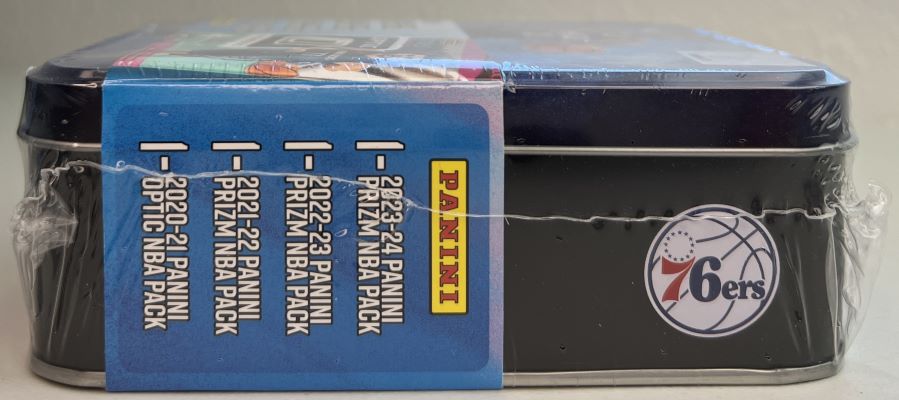 PANINI
1- 2023-24 PANINI
PRIZM NBA PACK
1- 2022-23 PANINI
PRIZM NBA PACK
1- 2021-22 PANINI
PRIZM NBA PACK
1- 2020-21 PANINI
OPTIC NBA PACK
76ers